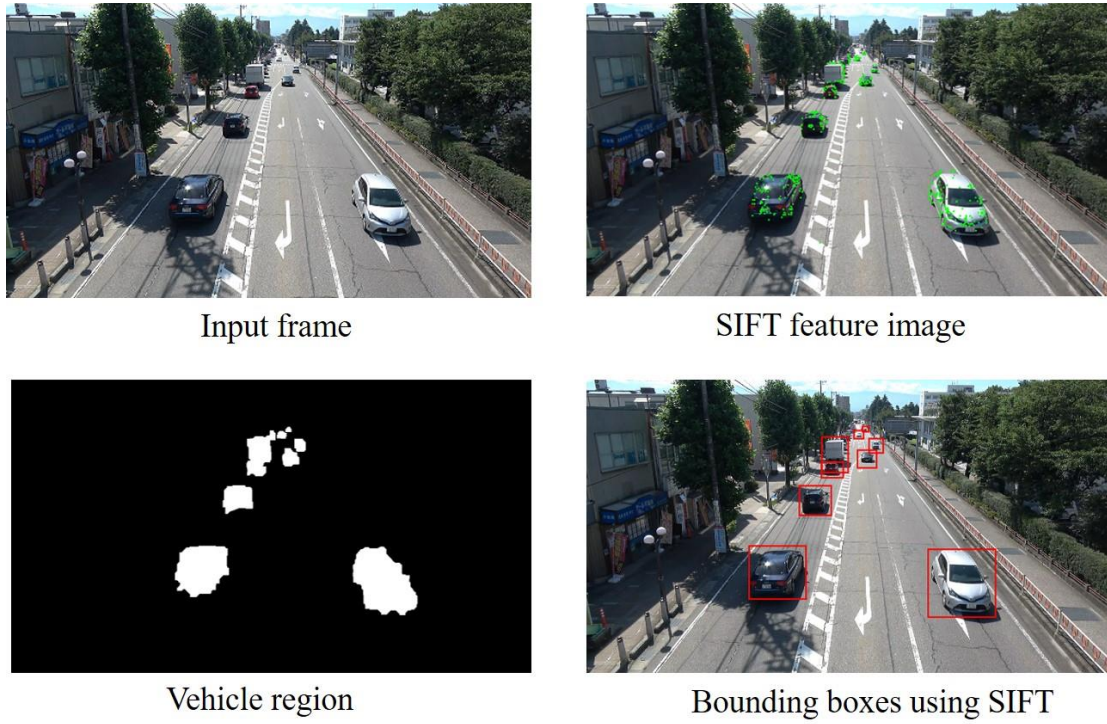 Input frame
SIFT feature image
Vehicle region
Bounding boxes using SIFT